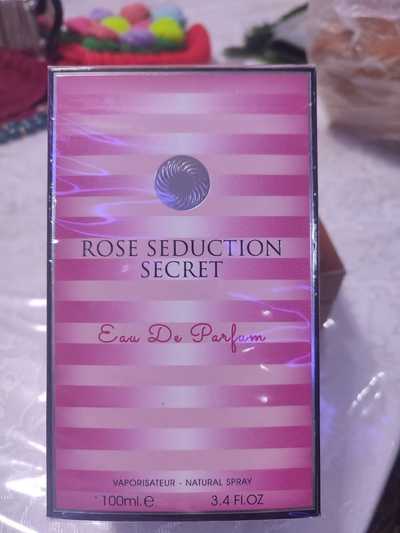 ROSE SEDUCTION
SECRET
Eau De Parfum
VAPORISATEUR - NATURAL SPRAY
100ml.e 3.4 Fl.OZ